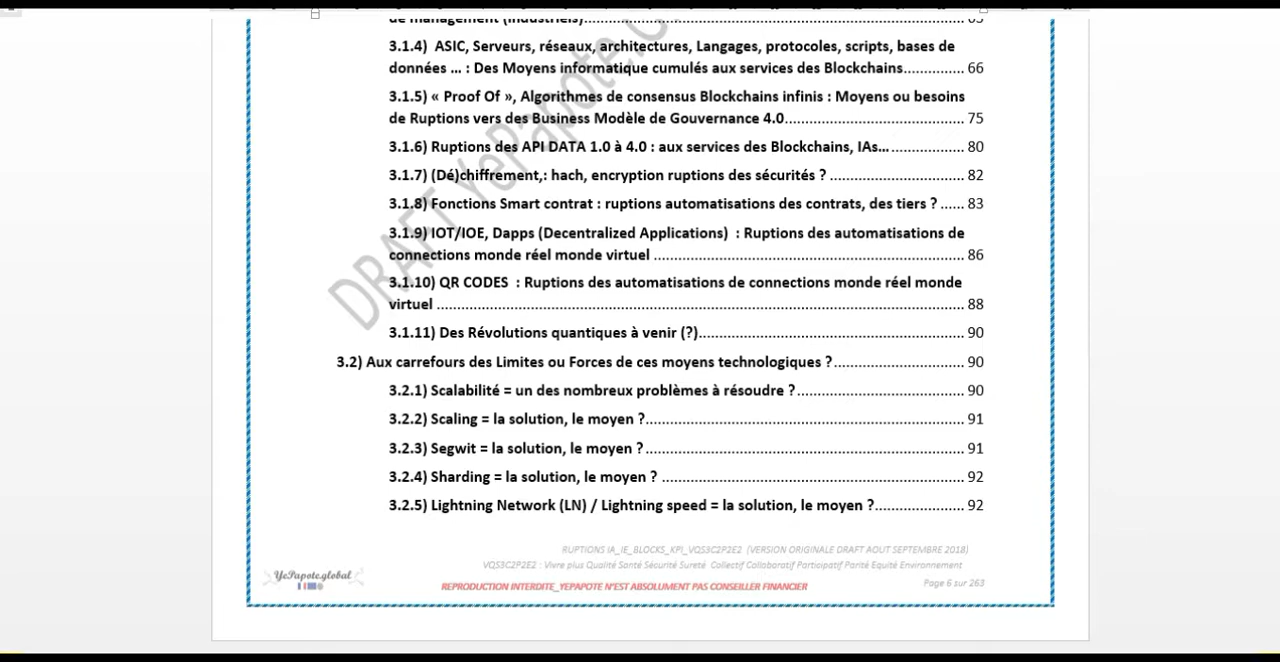 de management (industriels)........................ 65
3.1.4) ASIC, Serveurs, réseaux, architectures, Langages, protocoles, scripts, bases de
données ... : Des Moyens informatique cumulés aux services des Blockchains............... 66
3.1.5) « Proof Of », Algorithmes de consensus Blockchains infinis : Moyens ou besoins
de Ruptions vers des Business Modèle de Gouvernance 4.0........................................ 75
3.1.6) Ruptions des API DATA 1.0 à 4.0 : aux services des Blockchains, IAs... .................. 80
3.1.7) (Dé)chiffrement,: hach, encryption ruptions des sécurités ? .............................. 82
3.1.8) Fonctions Smart contrat : ruptions automatisations des contrats, des tiers ? ...... 83
3.1.9) IOT/IOE, Dapps (Decentralized Applications) : Ruptions des automatisations de
connections monde réel monde virtuel ..................................................................... 86
3.1.10) QR CODES : Ruptions des automatisations de connections monde réel monde
virtuel ........................................................................................................................ 88
3.1.11) Des Révolutions quantiques à venir (?)........................................................... 90
3.2) Aux carrefours des Limites ou Forces de ces moyens technologiques ?............................. 90
3.2.1) Scalabilité = un des nombreux problèmes à résoudre ?..................................... 90
3.2.2) Scaling = la solution, le moyen ?....................................................................... 91
3.2.3) Segwit = la solution, le moyen ?....................................................................... 91
3.2.4) Sharding = la solution, le moyen ? .................................................................... 92
3.2.5) Lightning Network (LN) / Lightning speed = la solution, le moyen ?.................... 92
DRAFT YePapote.c
RUPTIONS IA_IE_BLOCKS_KPI_VQS3C2P2E2 (VERSION ORIGINALE DRAFT AOUT SEPTEMBRE 2018)
VQS3C2P2E2 : Vivre plus Qualité Santé Sécurité Sureté Collectif Collaboratif Participatif Parité Equité Environnement
YePapote.global
REPRODUCTION INTERDITE_YEPAPOTE N'EST ABSOLUMENT PAS CONSEILLER FINANCIER
Page 6 sur 263